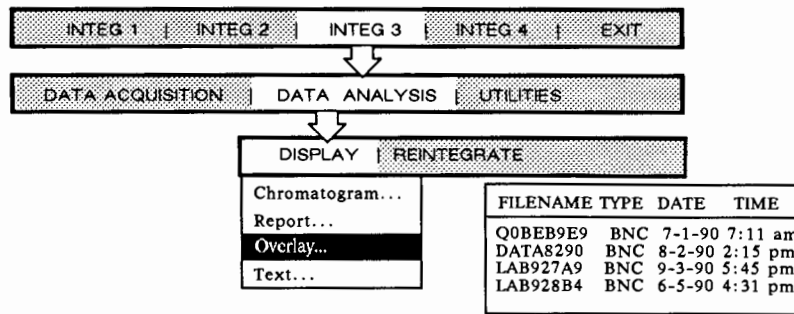 INTEG 1 | INTEG 2 | INTEG 3 | INTEG 4 | EXIT
DATA ACQUISITION | DATA ANALYSIS | UTILITIES
DISPLAY | REINTEGRATE
Chromatogram...
Report...
Overlay...
Text...
FILENAME TYPE DATE TIME
Q0BEB9E9 BNC 7-1-90 7:11 am
DATA8290 BNC 8-2-90 2:15 pm
LAB927A9 BNC 9-3-90 5:45 pm
LAB928B4 BNC 6-5-90 4:31 pm